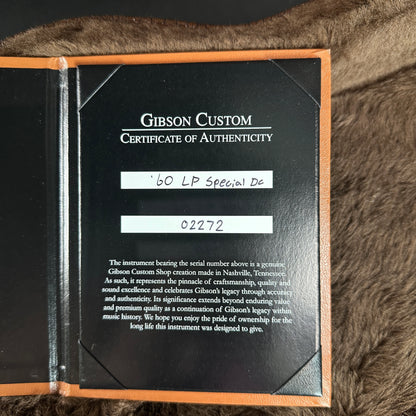 GIBSON CUSTOM
CERTIFICATE OF AUTHENTICITY
'60 LP Special DC
02272
The instrument bearing the serial number above is a genuine
Gibson Custom Shop creation made in Nashville, Tennessee.
As such, it represents the pinnacle of craftsmanship, quality and
sound excellence and celebrates Gibson's legacy through accuracy
and authenticity. Its significance extends beyond enduring value
and premium quality as a continuation of Gibson's legacy within
music history. We hope you enjoy the pride of ownership for the
long life this instrument was designed to give.